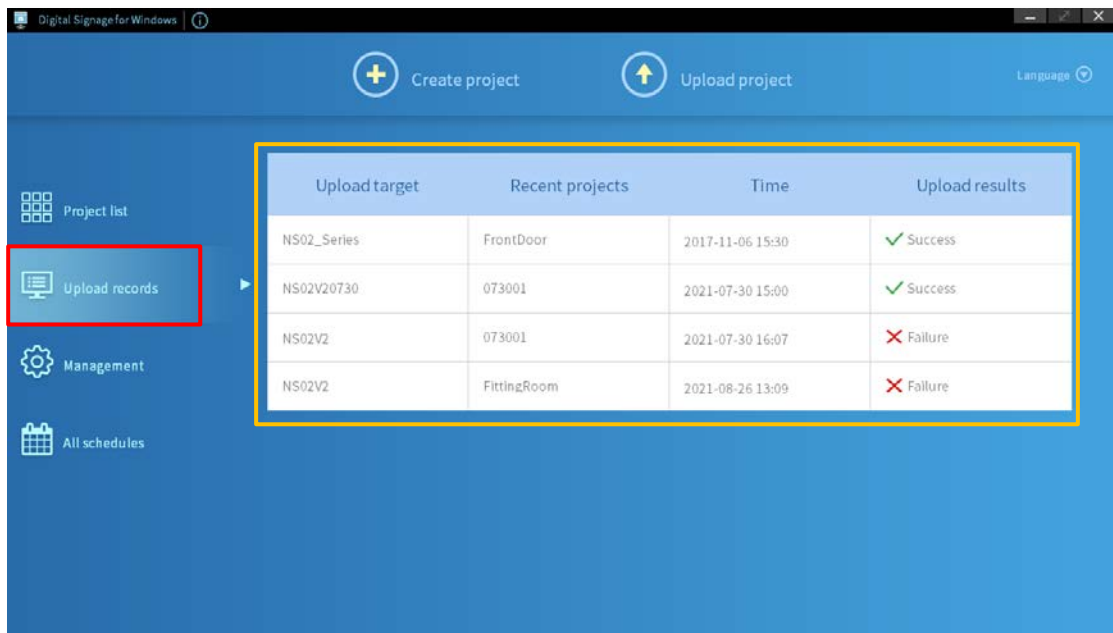 Digital Signage for Windows
Create project
Upload project
Language
Project list
Upload records
Management
All schedules
Upload target Recent projects Time Upload results
NS02_Series FrontDoor 2017-11-06 15:30 Success
NS02V20730 073001 2021-07-30 15:00 Success
NS02V2 073001 2021-07-30 16:07 Failure
NS02V2 FittingRoom 2021-08-26 13:09 Failure